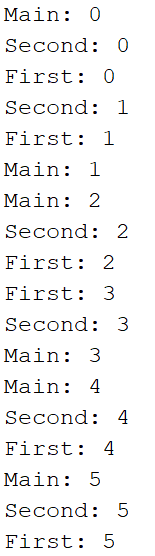 Main: 0
Second: 0
First: 0
Second: 1
First: 1
Main: 1
Main: 2
Second: 2
First: 2
First: 3
Second: 3
Main: 3
Main: 4
Second: 4
First: 4
Main: 5
Second: 5
First: 5